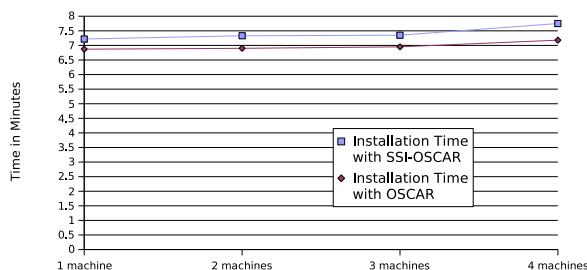 8
7.5
7
6.5
6
5.5
5
4.5
4
3.5
3
2.5
2
1.5
1
0.5
0
Time in Minutes
Installation Time
with SSI-OSCAR
Installation Time
with OSCAR
1 machine
2 machines
3 machines
4 machines